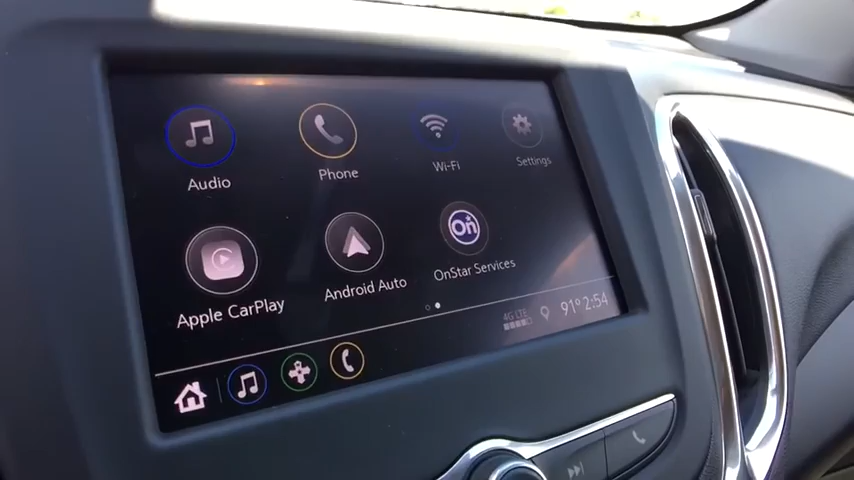 Audio
Phone
Wi-Fi
Settings
Apple CarPlay
Android Auto
On
OnStar Services
4G LTE
91° 2:54